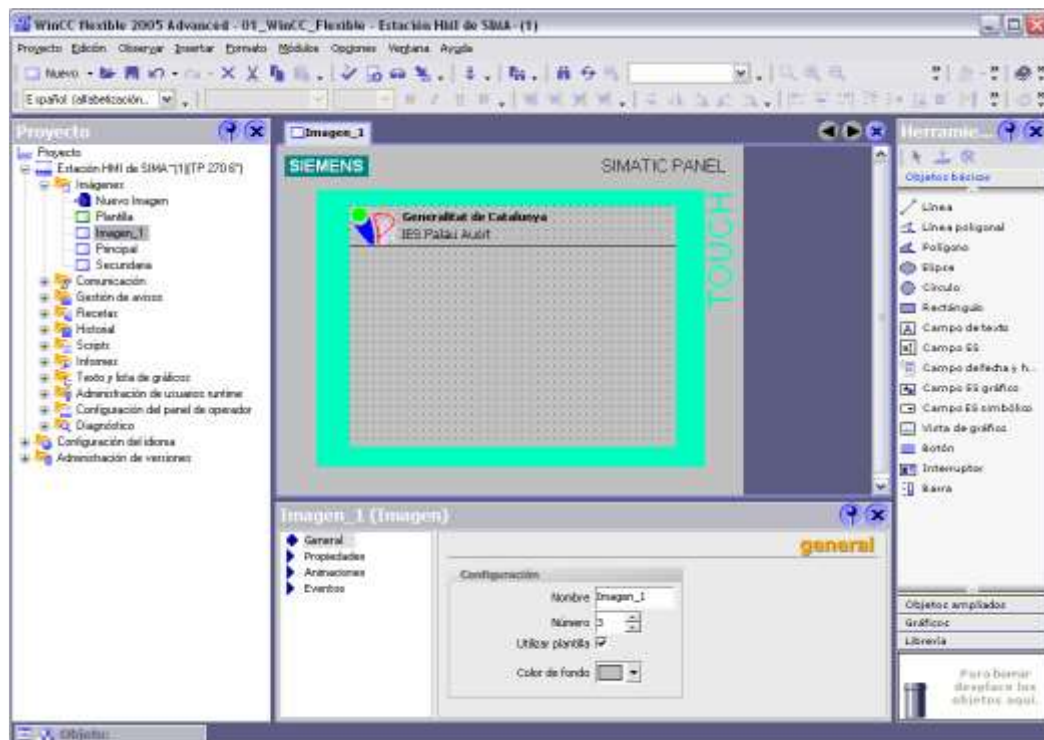 WinCC flexible 2005 Advanced - 01_WinCC_Flexible - Estación HMI de SIMA~(1)
Proyecto Edición Observar Insertar Formato Módulos Opciones Ventana Ayuda
Nuevo
Español (alfabetización..
Proyecto
Proyecto
Estación HMI de SIMA~(1)(TP 270 6")
Imágenes
Nuevo Imagen
Plantilla
Imagen_1
Principal
Secundaria
Comunicación
Gestión de avisos
Recetas
Historial
Scripts
Informes
Texto y lista de gráficos
Administración de usuarios runtime
Configuración del panel de operador
Diagnóstico
Configuración del idioma
Administración de versiones
Imagen_1
SIEMENS
SIMATIC PANEL
TOUCH
Generalitat de Catalunya
IES Palau Ausit
Imagen_1 (Imagen)
General
Propiedades
Animaciones
Eventos
general
Configuración
Nombre Imagen_1
Número 3
Utilizar plantilla
Color de fondo
Herramie...
Objetos básicos
Línea
Línea poligonal
Polígono
Elipse
Círculo
Rectángulo
Campo de texto
Campo ES
Campo de fecha y h...
Campo ES gráfico
Campo ES simbólico
Vista de gráfico
Botón
Interruptor
Barra
Objetos ampliados
Gráficos
Librería
Para borrar
desplace los
objetos aquí.
Objeto: